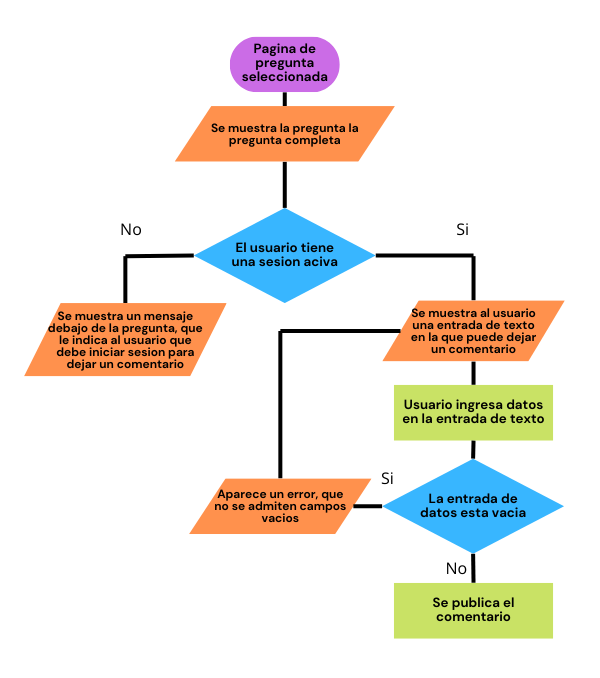 Pagina de
pregunta
seleccionada
Se muestra la pregunta la
pregunta completa
No
Si
El usuario tiene
una sesion aciva
Se muestra un mensaje
debajo de la pregunta, que
le indica al usuario que
debe iniciar sesion para
dejar un comentario
Se muestra al usuario
una entrada de texto
en la que puede dejar
un comentario
Usuario ingresa datos
en la entrada de texto
Si
La entrada de
datos esta vacia
Aparece un error, que
no se admiten campos
vacios
No
Se publica el
comentario